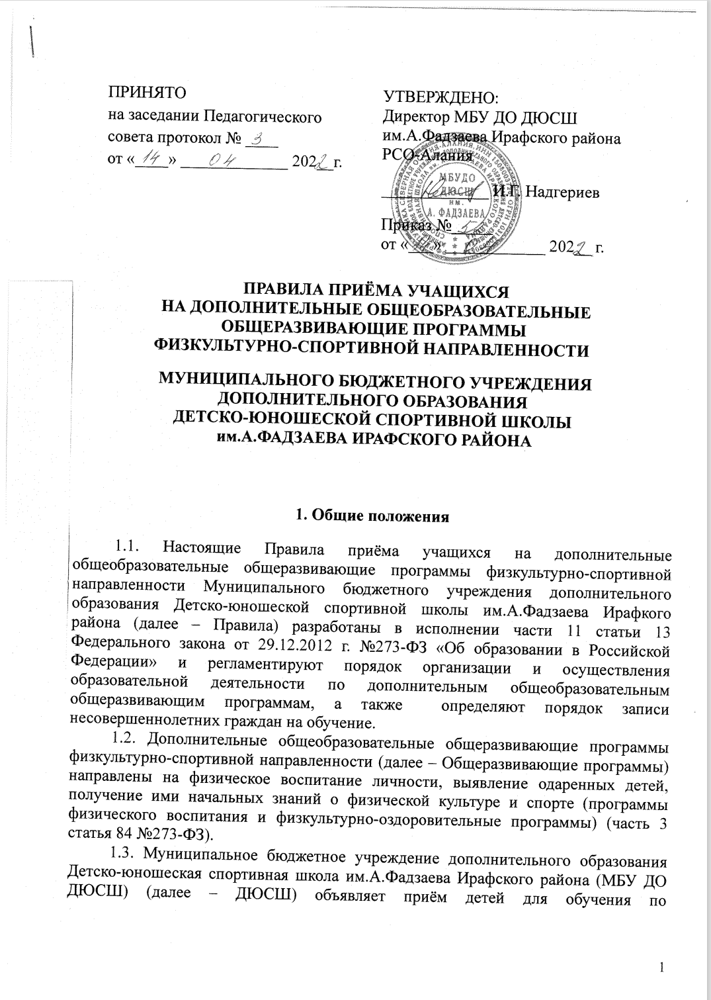 ПРИНЯТО
на заседании Педагогического
совета протокол № 3
от «14» 04 2022 г.
УТВЕРЖДЕНО:
Директор МБУ ДО ДЮСШ
им.А.Фадзаева Ирафского района
РСО-Алания
МБУДО
ДЮСШ
им.
А. ФАДЗАЕВА
И.Г. Надгериев
Приказ №
от « » 2022 г.
ПРАВИЛА ПРИЁМА УЧАЩИХСЯ
НА ДОПОЛНИТЕЛЬНЫЕ ОБЩЕОБРАЗОВАТЕЛЬНЫЕ
ОБЩЕРАЗВИВАЮЩИЕ ПРОГРАММЫ
ФИЗКУЛЬТУРНО-СПОРТИВНОЙ НАПРАВЛЕННОСТИ
МУНИЦИПАЛЬНОГО БЮДЖЕТНОГО УЧРЕЖДЕНИЯ
ДОПОЛНИТЕЛЬНОГО ОБРАЗОВАНИЯ
ДЕТСКО-ЮНОШЕСКОЙ СПОРТИВНОЙ ШКОЛЫ
им.А.ФАДЗАЕВА ИРАФСКОГО РАЙОНА
1. Общие положения
1.1. Настоящие Правила приёма учащихся на дополнительные
общеобразовательные общеразвивающие программы физкультурно-спортивной
направленности Муниципального бюджетного учреждения дополнительного
образования Детско-юношеской спортивной школы им.А.Фадзаева Ирафкого
района (далее – Правила) разработаны в исполнении части 11 статьи 13
Федерального закона от 29.12.2012 г. №273-ФЗ «Об образовании в Российской
Федерации» и регламентируют порядок организации и осуществления
образовательной деятельности по дополнительным общеобразовательным
общеразвивающим программам, а также определяют порядок записи
несовершеннолетних граждан на обучение.
1.2. Дополнительные общеобразовательные общеразвивающие программы
физкультурно-спортивной направленности (далее – Общеразвивающие программы)
направлены на физическое воспитание личности, выявление одаренных детей,
получение ими начальных знаний о физической культуре и спорте (программы
физического воспитания и физкультурно-оздоровительные программы) (часть 3
статья 84 №273-ФЗ).
1.3. Муниципальное бюджетное учреждение дополнительного образования
Детско-юношеская спортивная школа им.А.Фадзаева Ирафского района (МБУ ДО
ДЮСШ) (далее – ДЮСШ) объявляет приём детей для обучения по
1